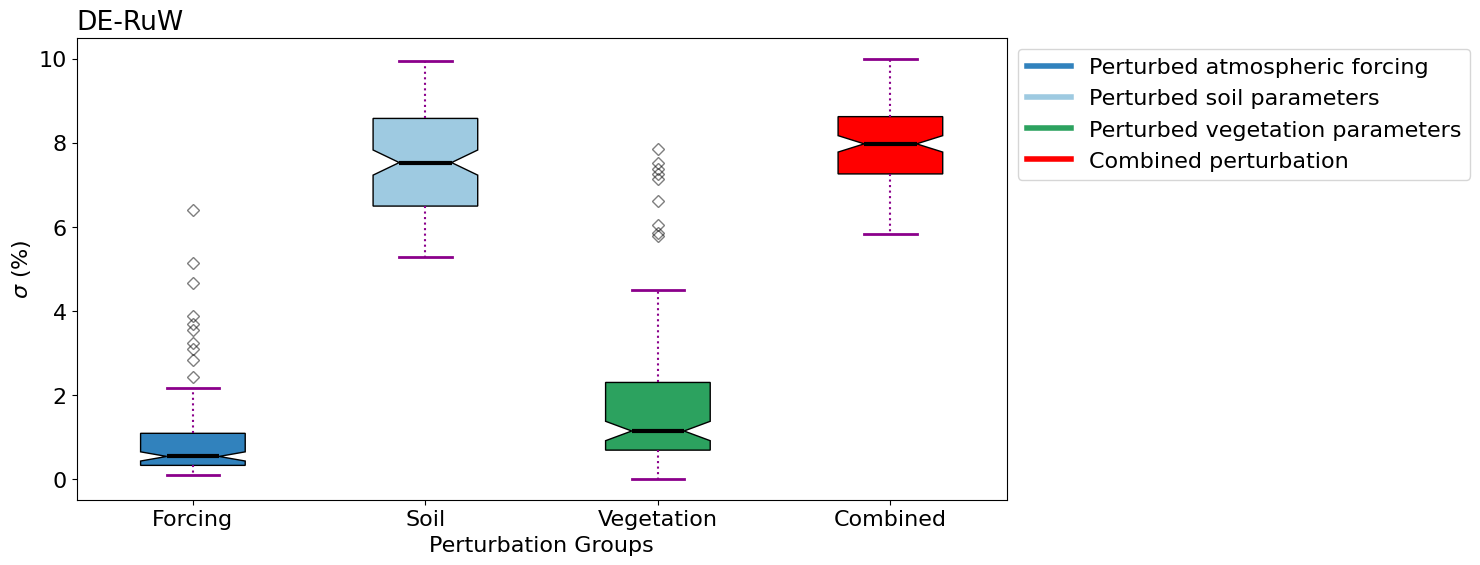 DE-RuW
10
8
6
4
2
0
σ (%)
Forcing
Soil
Vegetation
Combined
Perturbation Groups
Perturbed atmospheric forcing
Perturbed soil parameters
Perturbed vegetation parameters
Combined perturbation